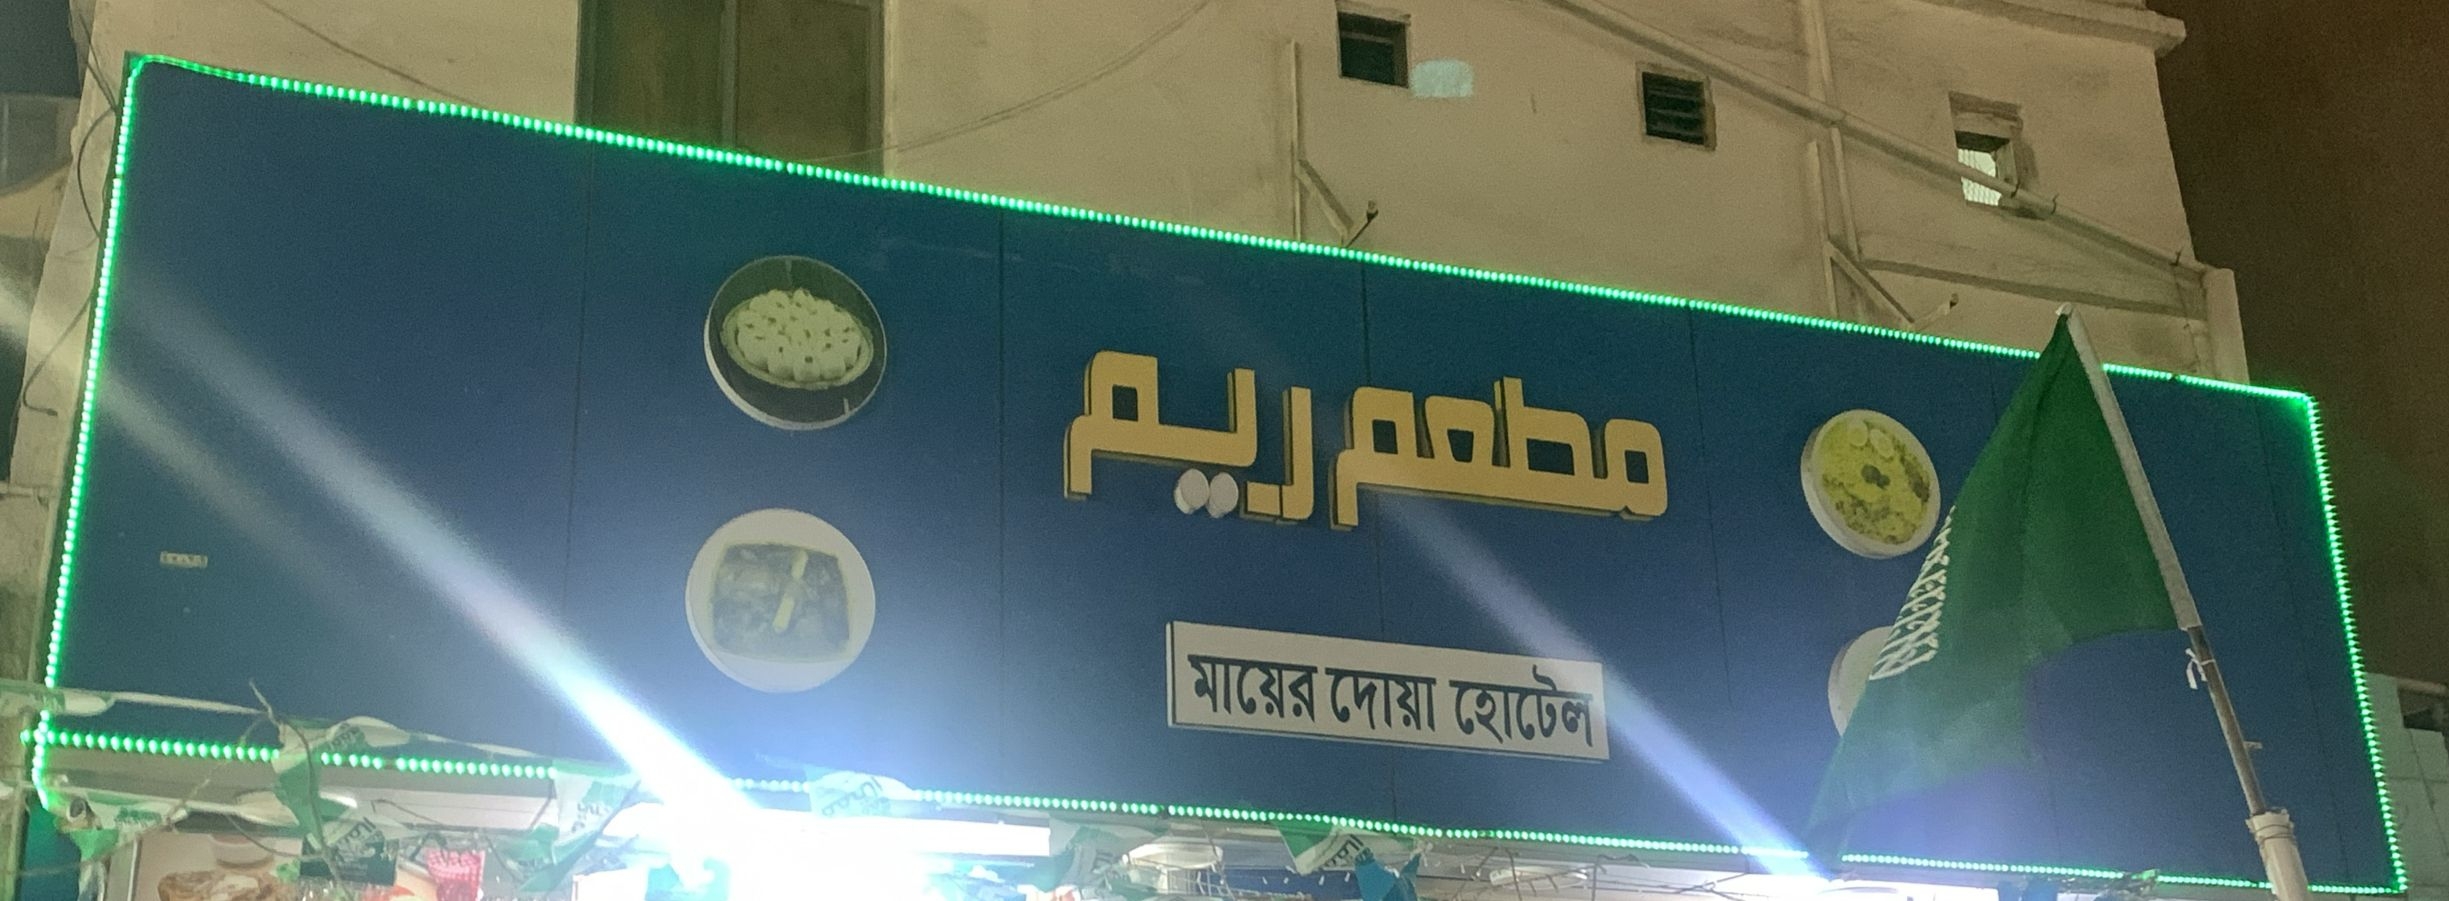 مطعم ريم
মায়ের দোয়া হোটেল